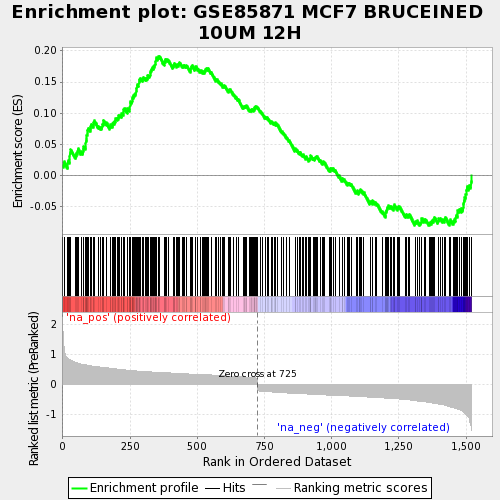 Enrichment plot: GSE85871 MCF7 BRUCEINED
10UM 12H
Enrichment score (ES)
0.20
0.15
0.10
0.05
0.00
-0.05
Ranked list metric (PreRanked)
2
1
0
-1
'na_pos' (positively correlated)
Zero cross at 725
'na_neg' (negatively correlated)
0
250
500
750
1,000
1,250
1,500
Rank in Ordered Dataset
Enrichment profile
Hits
Ranking metric scores